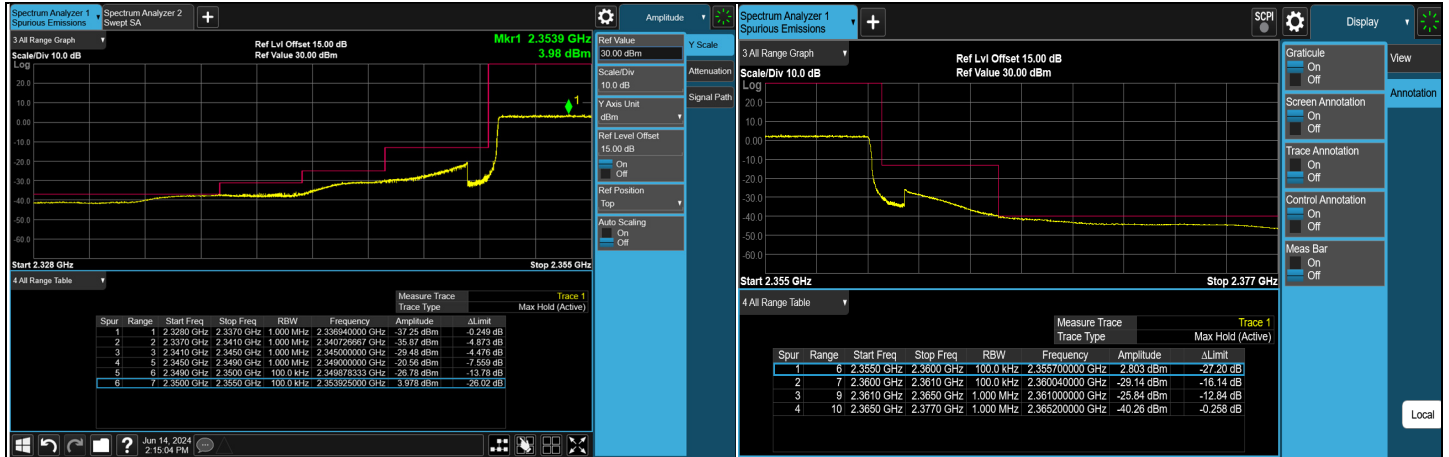 Spectrum Analyzer 1
Spurious Emissions
Spectrum Analyzer 2
Swept SA
Amplitude
3 All Range Graph
Ref Lvl Offset 15.00 dB
Mkr1 2.3539 GHz
Scale/Div 10.0 dB
Ref Value 30.00 dBm
3.98 dBm
Log
20.0
10.0
0.00
-10.0
-20.0
-30.0
-40.0
-50.0
-60.0
1
Start 2.328 GHz
Stop 2.355 GHz
Ref Value
30.00 dBm
Scale/Div
10.0 dB
Y Axis Unit
dBm
Ref Level Offset
15.00 dB
On
Off
Ref Position
Top
Auto Scaling
On
Off
Y Scale
Attenuation
Signal Path
4 All Range Table
Measure Trace Trace 1
Trace Type Max Hold (Active)
Spur Range Start Freq Stop Freq RBW Frequency Amplitude ΔLimit
1 1 2.3280 GHz 2.3370 GHz 1.000 MHz 2.336940000 GHz -37.25 dBm -0.249 dB
2 2 2.3370 GHz 2.3410 GHz 1.000 MHz 2.340726667 GHz -35.87 dBm -4.873 dB
3 3 2.3410 GHz 2.3450 GHz 1.000 MHz 2.345000000 GHz -29.48 dBm -4.476 dB
4 5 2.3450 GHz 2.3490 GHz 1.000 MHz 2.349000000 GHz -20.56 dBm -7.559 dB
5 6 2.3490 GHz 2.3500 GHz 100.0 kHz 2.349878333 GHz -26.78 dBm -13.78 dB
6 7 2.3500 GHz 2.3550 GHz 100.0 kHz 2.353925000 GHz 3.978 dBm -26.02 dB
?
Jun 14, 2024
2:15:04 PM
Spectrum Analyzer 1
Spurious Emissions
SCPI
Display
3 All Range Graph
Ref Lvl Offset 15.00 dB
Scale/Div 10.0 dB
Ref Value 30.00 dBm
Log
20.0
10.0
0.00
-10.0
-20.0
-30.0
-40.0
-50.0
-60.0
Start 2.355 GHz
Stop 2.377 GHz
Graticule
On
Off
Screen Annotation
On
Off
Trace Annotation
On
Off
Control Annotation
On
Off
Meas Bar
On
Off
View
Annotation
Local
4 All Range Table
Measure Trace Trace 1
Trace Type Max Hold (Active)
Spur Range Start Freq Stop Freq RBW Frequency Amplitude ΔLimit
1 6 2.3550 GHz 2.3600 GHz 100.0 kHz 2.355700000 GHz 2.803 dBm -27.20 dB
2 7 2.3600 GHz 2.3610 GHz 100.0 kHz 2.360040000 GHz -29.14 dBm -16.14 dB
3 9 2.3610 GHz 2.3650 GHz 1.000 MHz 2.361000000 GHz -25.84 dBm -12.84 dB
4 10 2.3650 GHz 2.3770 GHz 1.000 MHz 2.365200000 GHz -40.26 dBm -0.258 dB